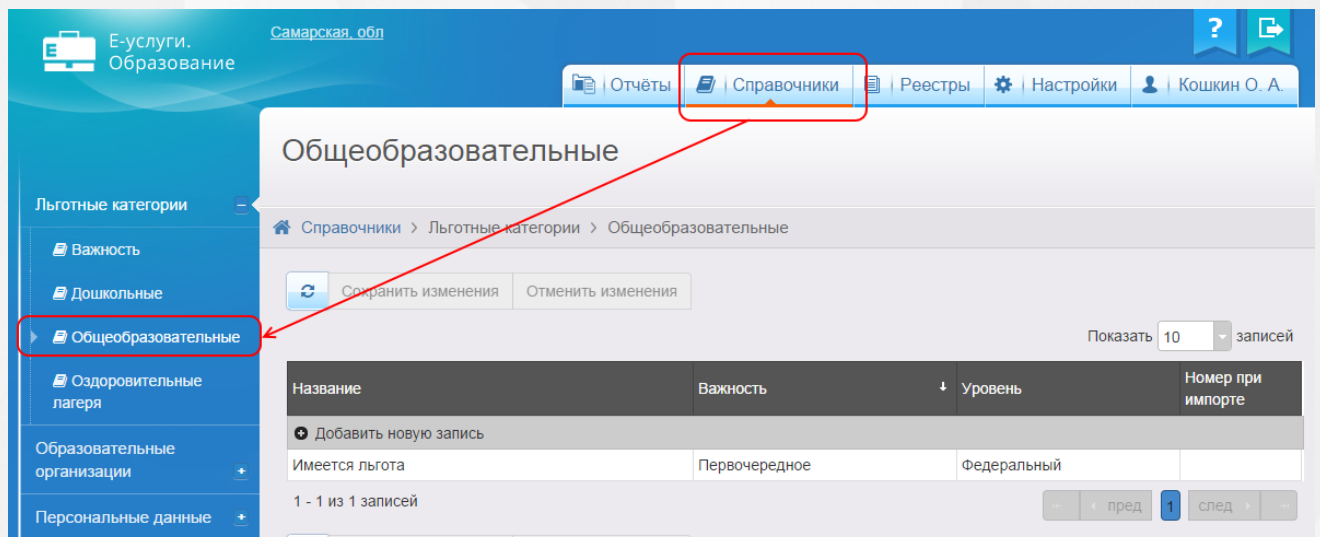 Е-услуги.
Образование
Самарская, обл
?
Отчёты
Справочники
Реестры
Настройки
Кошкин О. А.
Общеобразовательные
Льготные категории
Справочники > Льготные категории > Общеобразовательные
Важность
Дошкольные
Общеобразовательные
Оздоровительные
лагеря
Образовательные
организации
Персональные данные
Сохранить изменения
Отменить изменения
Показать 10 записей
Название
Важность
Уровень
Номер при
импорте
Добавить новую запись
Имеется льгота
Первочередное
Федеральный
1 - 1 из 1 записей
пред 1 след